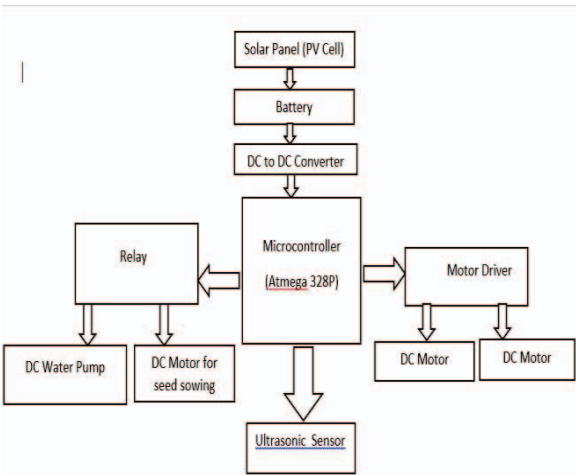 Solar Panel (PV Cell)
Battery
DC to DC Converter
Microcontroller
(Atmega 328P)
Relay
Motor Driver
DC Water Pump
DC Motor for
seed sowing
DC Motor
DC Motor
Ultrasonic Sensor